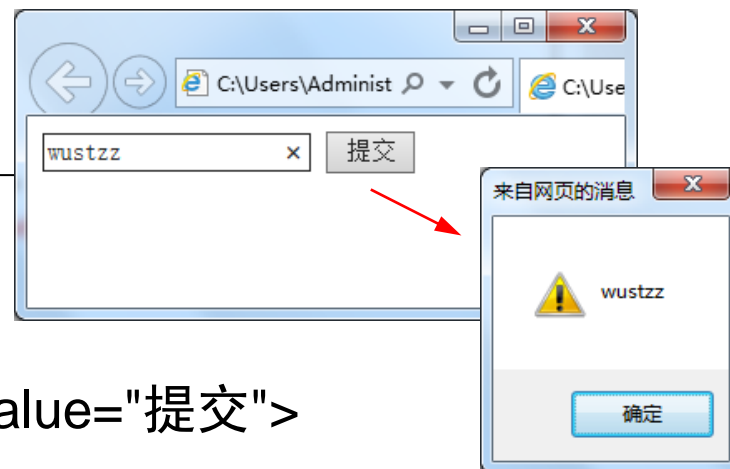 C:\Users\Administ
C:\Use
wustzz
提交
来自网页的消息
wustzz
确定
alue="提交">